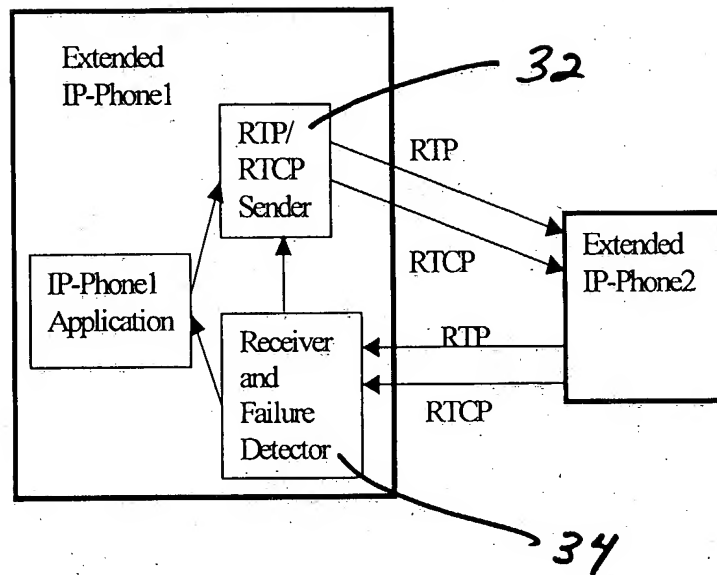 Extended
IP-Phone1
32
RTP/
RTCP
Sender
RTP
RTCP
Extended
IP-Phone2
IP-Phone1
Application
Receiver
and
Failure
Detector
RTP
RTCP
34